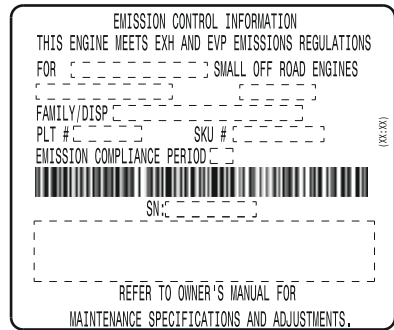 EMISSION CONTROL INFORMATION
THIS ENGINE MEETS EXH AND EVP EMISSIONS REGULATIONS
FOR SMALL OFF ROAD ENGINES
FAMILY/DISP
PLT # SKU #
(XX:XX)
EMISSION COMPLIANCE PERIOD
SN:
REFER TO OWNER'S MANUAL FOR
MAINTENANCE SPECIFICATIONS AND ADJUSTMENTS.